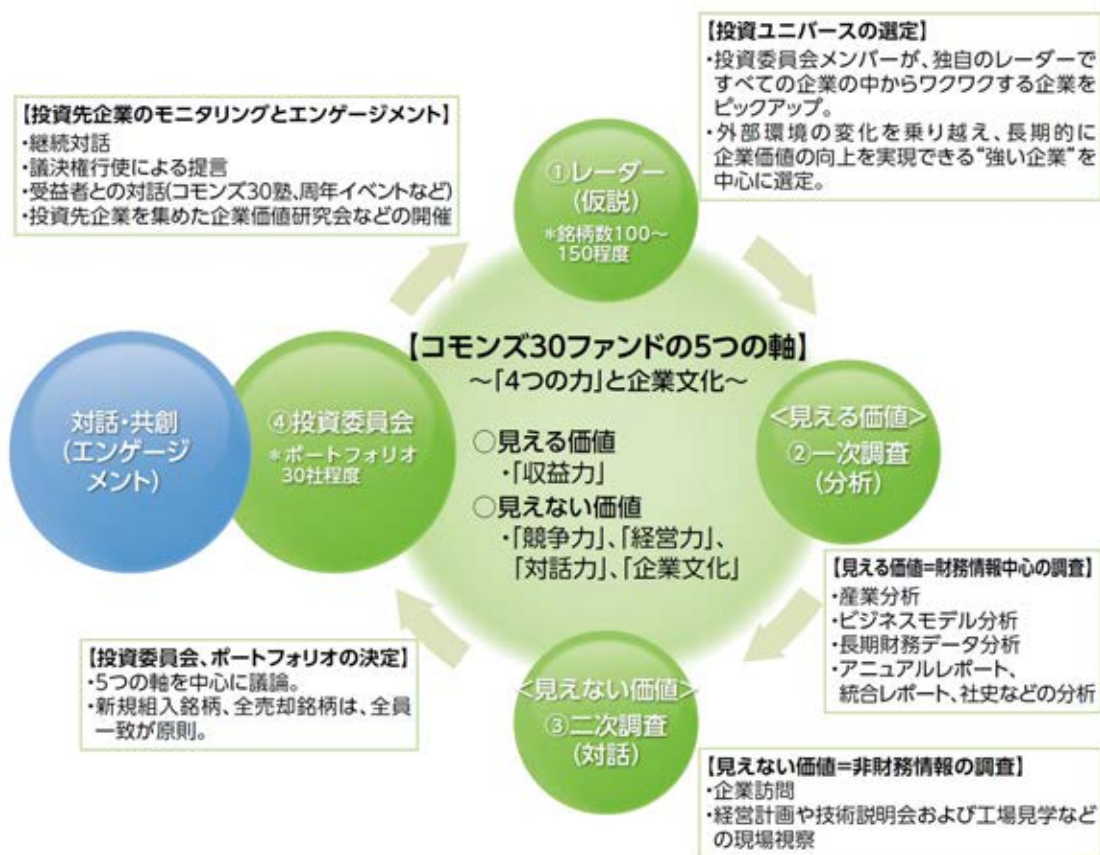 【投資ユニバースの選定】
・投資委員会メンバーが、独自のレーダーで
すべての企業の中からワクワクする企業を
ピックアップ。
・外部環境の変化を乗り越え、長期的に
企業価値の向上を実現できる“強い企業”を
中心に選定。
【投資先企業のモニタリングとエンゲージメント】
・継続対話
・議決権行使による提言
・受益者との対話(コモンズ30塾、周年イベントなど)
・投資先企業を集めた企業価値研究会などの開催
①レーダー
(仮説)
*銘柄数100～
150程度
【コモンズ30ファンドの5つの軸】
～「4つの力」と企業文化～
○見える価値
・「収益力」
○見えない価値
・「競争力」、「経営力」、
「対話力」、「企業文化」
対話・共創
(エンゲージ
メント)
④投資委員会
*ポートフォリオ
30社程度
<見える価値>
②一次調査
(分析)
【見える価値=財務情報中心の調査】
・産業分析
・ビジネスモデル分析
・長期財務データ分析
・アニュアルレポート、
統合レポート、社史などの分析
【投資委員会、ポートフォリオの決定】
・5つの軸を中心に議論。
・新規組入銘柄、全売却銘柄は、全員
一致が原則。
<見えない価値>
③二次調査
(対話)
【見えない価値=非財務情報の調査】
・企業訪問
・経営計画や技術説明会および工場見学など
の現場視察